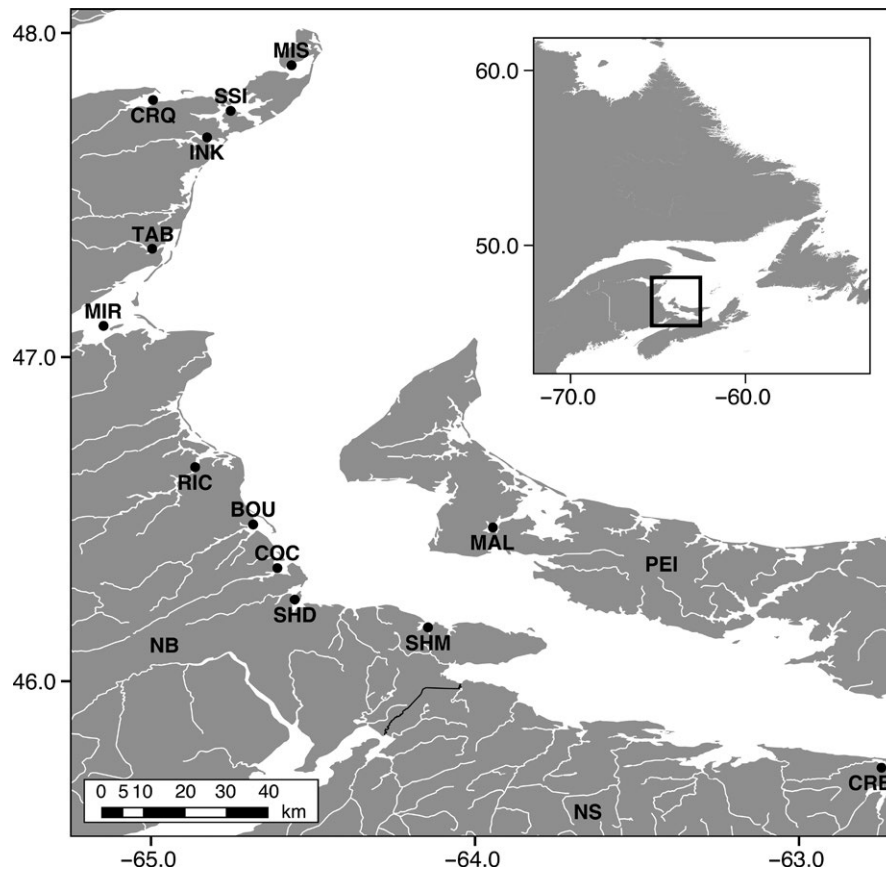 48.0
MIS
60.0
SSI
CRQ
INK
TAB
50.0
MIR
47.0
-70.0
-60.0
RIC
BOU
MAL
COC
PEI
SHD
SHM
NB
46.0
CRE
0 5 10 20 30 40
km
NS
-65.0
-64.0
-63.0